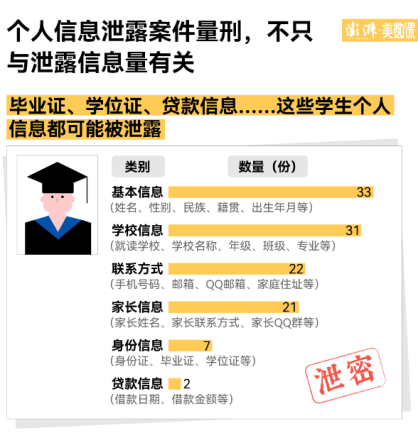 个人信息泄露案件量刑，不只
与泄露信息量有关
澎湃·美数课
毕业证、学位证、贷款信息……这些学生个人
信息都可能被泄露
类别 数量（份）
基本信息 33
（姓名、性别、民族、籍贯、出生年月等）
学校信息 31
（就读学校、学校名称、年级、班级、专业等）
联系方式 22
（手机号码、邮箱、QQ邮箱、家庭住址等）
家长信息 21
（家长姓名、家长联系方式、家长QQ群等）
身份信息 7
（身份证、毕业证、学位证等）
贷款信息 2
（借款日期、借款金额等）
泄密